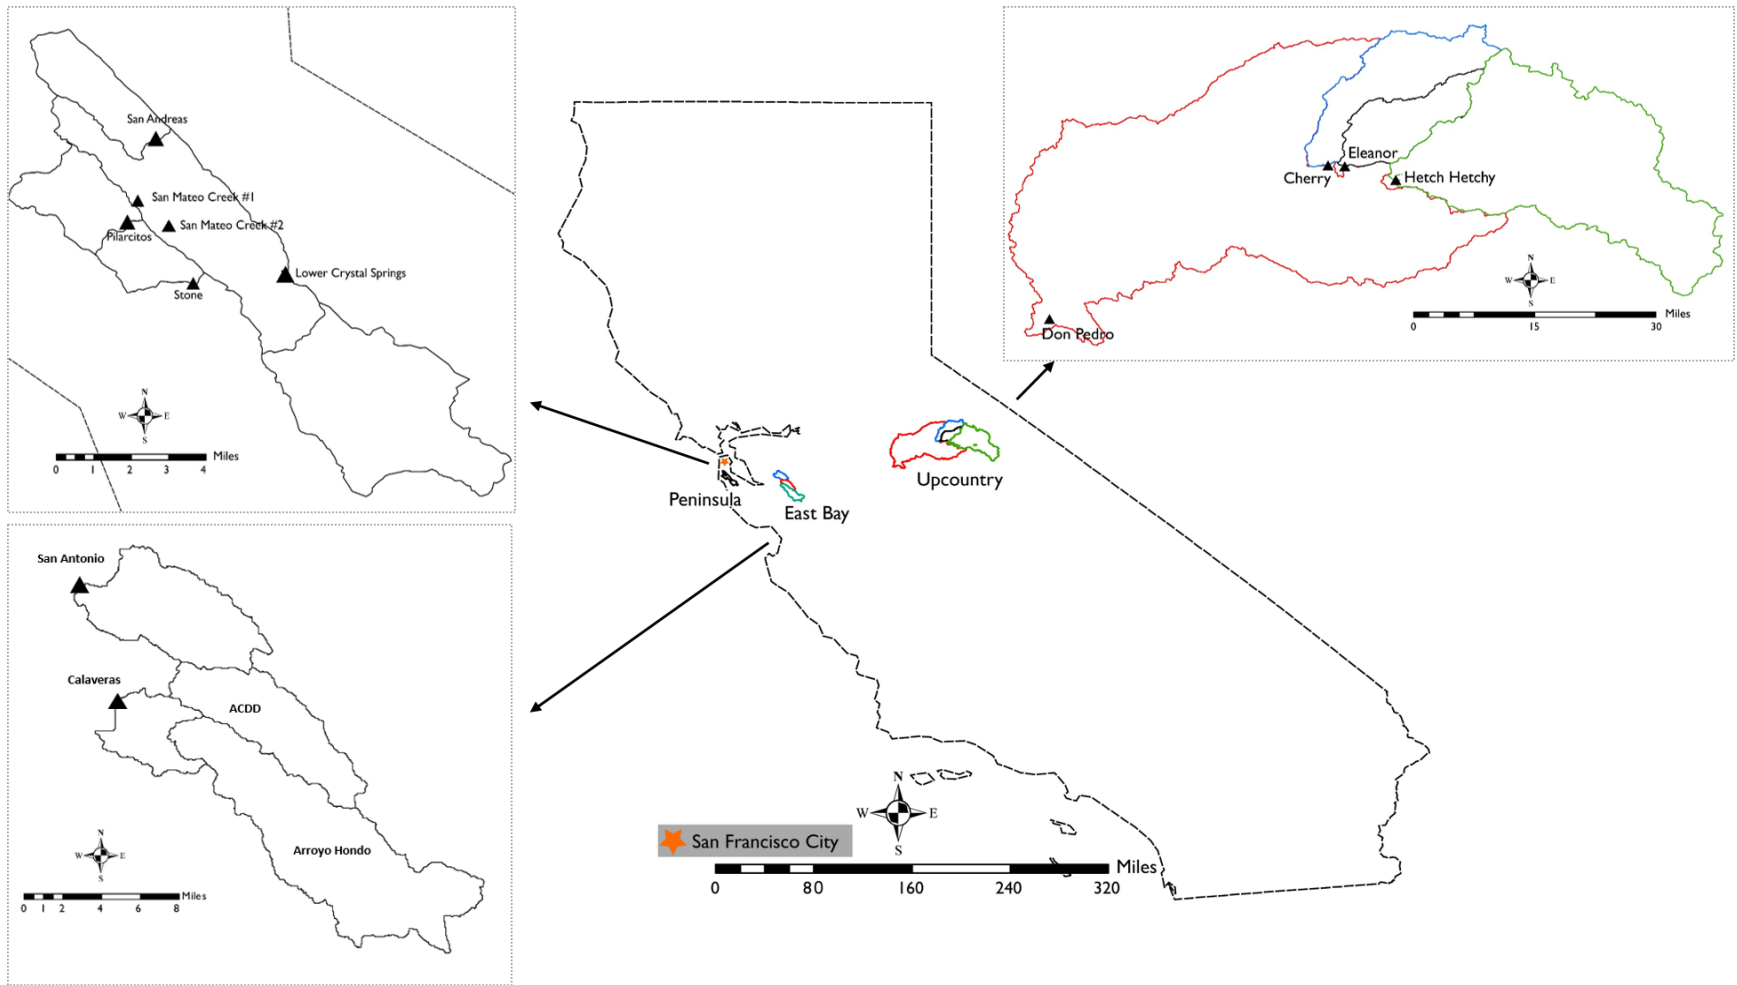 San Andreas
San Mateo Creek #1
San Mateo Creek #2
Pilarcitos
Lower Crystal Springs
Stone
N
W E
S
0 1 2 3 4 Miles
San Antonio
Calaveras
ACDD
Arroyo Hondo
N
W E
S
0 1 2 4 6 8 Miles
Peninsula
East Bay
Upcountry
San Francisco City
N
W E
S
0 80 160 240 320 Miles
Eleanor
Cherry
Hetch Hetchy
Don Pedro
N
W E
S
0 15 30 Miles